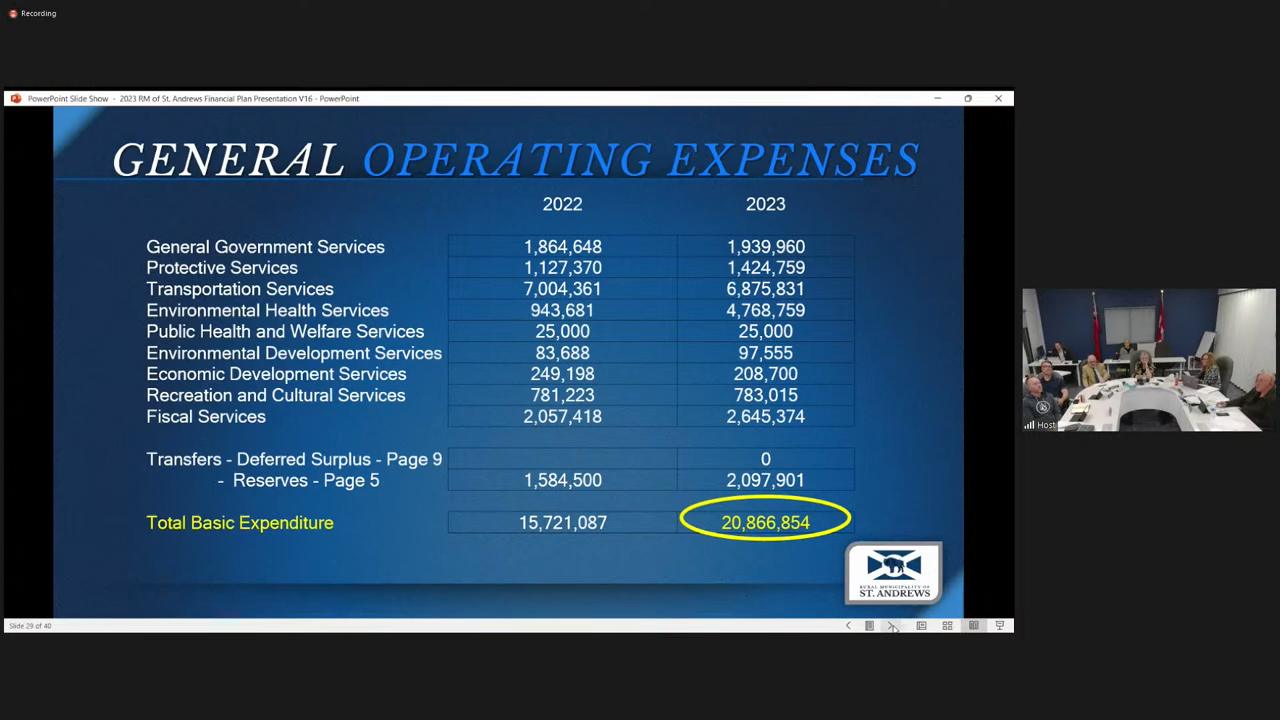 Recording
PowerPoint Slide Show - 2023 RM of St. Andrews Financial Plan Presentation V16 - PowerPoint
GENERAL OPERATING EXPENSES
2022 2023
General Government Services 1,864,648 1,939,960
Protective Services 1,127,370 1,424,759
Transportation Services 7,004,361 6,875,831
Environmental Health Services 943,681 4,768,759
Public Health and Welfare Services 25,000 25,000
Environmental Development Services 83,688 97,555
Economic Development Services 249,198 208,700
Recreation and Cultural Services 781,223 783,015
Fiscal Services 2,057,418 2,645,374
Transfers - Deferred Surplus - Page 9 0
- Reserves - Page 5 1,584,500 2,097,901
Total Basic Expenditure 15,721,087 20,866,854
RURAL MUNICIPALITY OF
ST. ANDREWS
Slide 29 of 40
Host